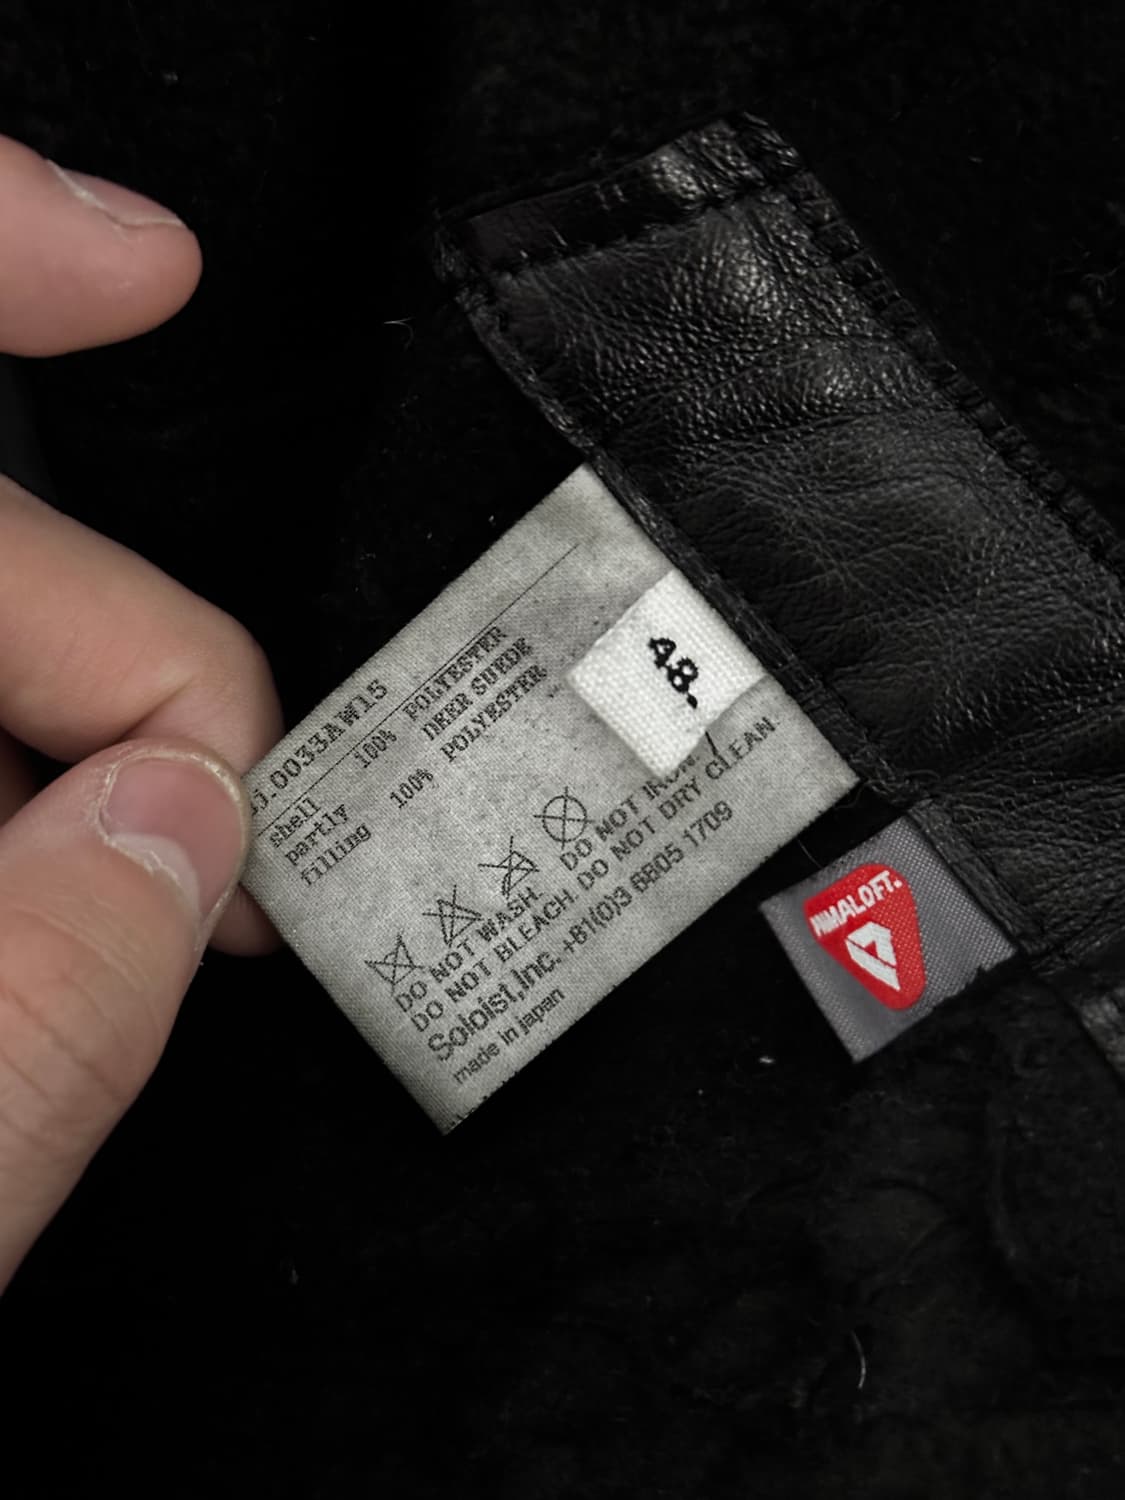 sj.0033AW15
shell 100% POLYESTER
partly DEER SUEDE
filling 100% POLYESTER
48.
DO NOT WASH. DO NOT IRON.
DO NOT BLEACH. DO NOT DRY CLEAN.
Soloist,Inc. +81(0)3 6805 1709
made in japan
PRIMALOFT.